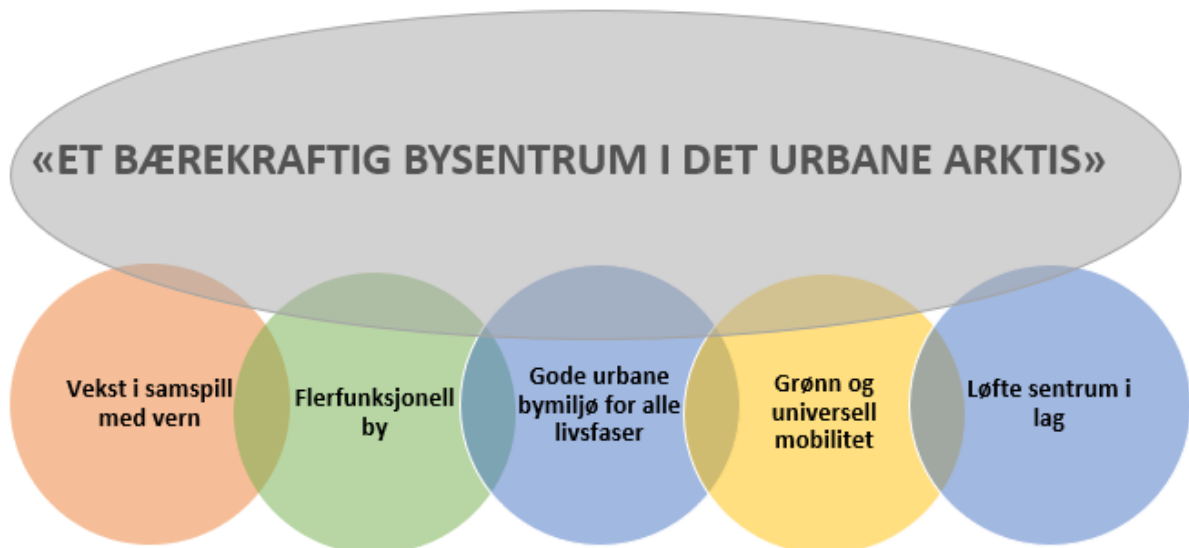 «ET BÆREKRAFTIG BYSENTRUM I DET URBANE ARKTIS»
Vekst i samspill
med vern
Flerfunksjonell
by
Gode urbane
bymiljø for alle
livsfaser
Grønn og
universell
mobilitet
Løfte sentrum i
lag